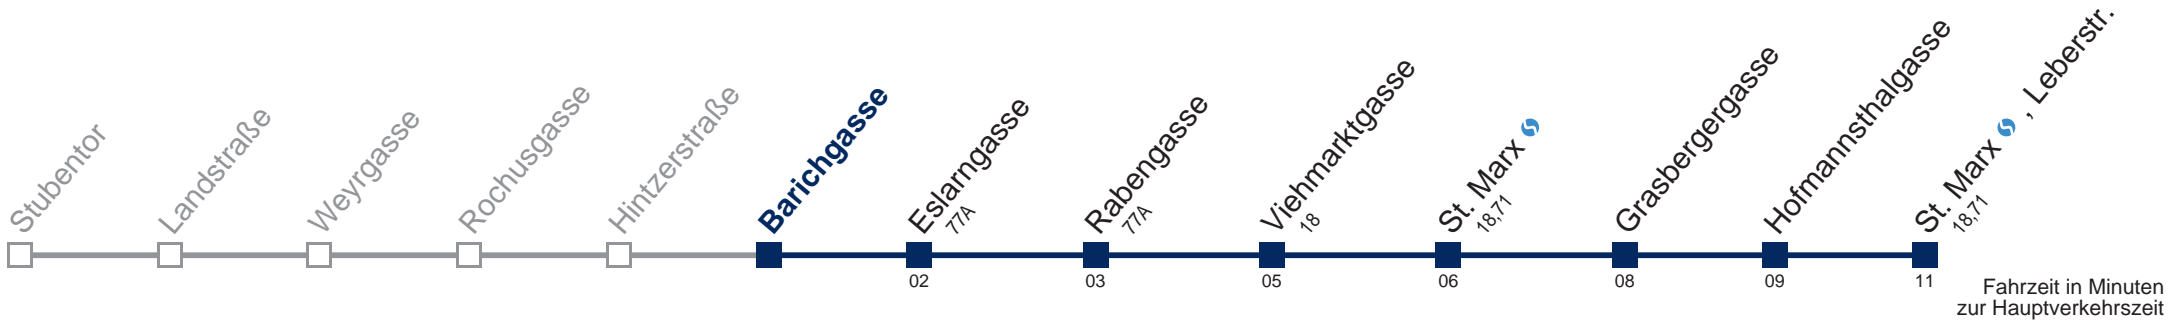 Stubentor
Landstraße
Weyrgasse
Rochusgasse
Hintzerstraße
Barichgasse
Eslarngasse
77A
Rabengasse
77A
Viehmarktgasse
18
St. Marx
18,71
Grasbergergasse
Hofmannsthalgasse
St. Marx , Leberstr.
18,71
02
03
05
06
08
09
11
Fahrzeit in Minuten
zur Hauptverkehrszeit